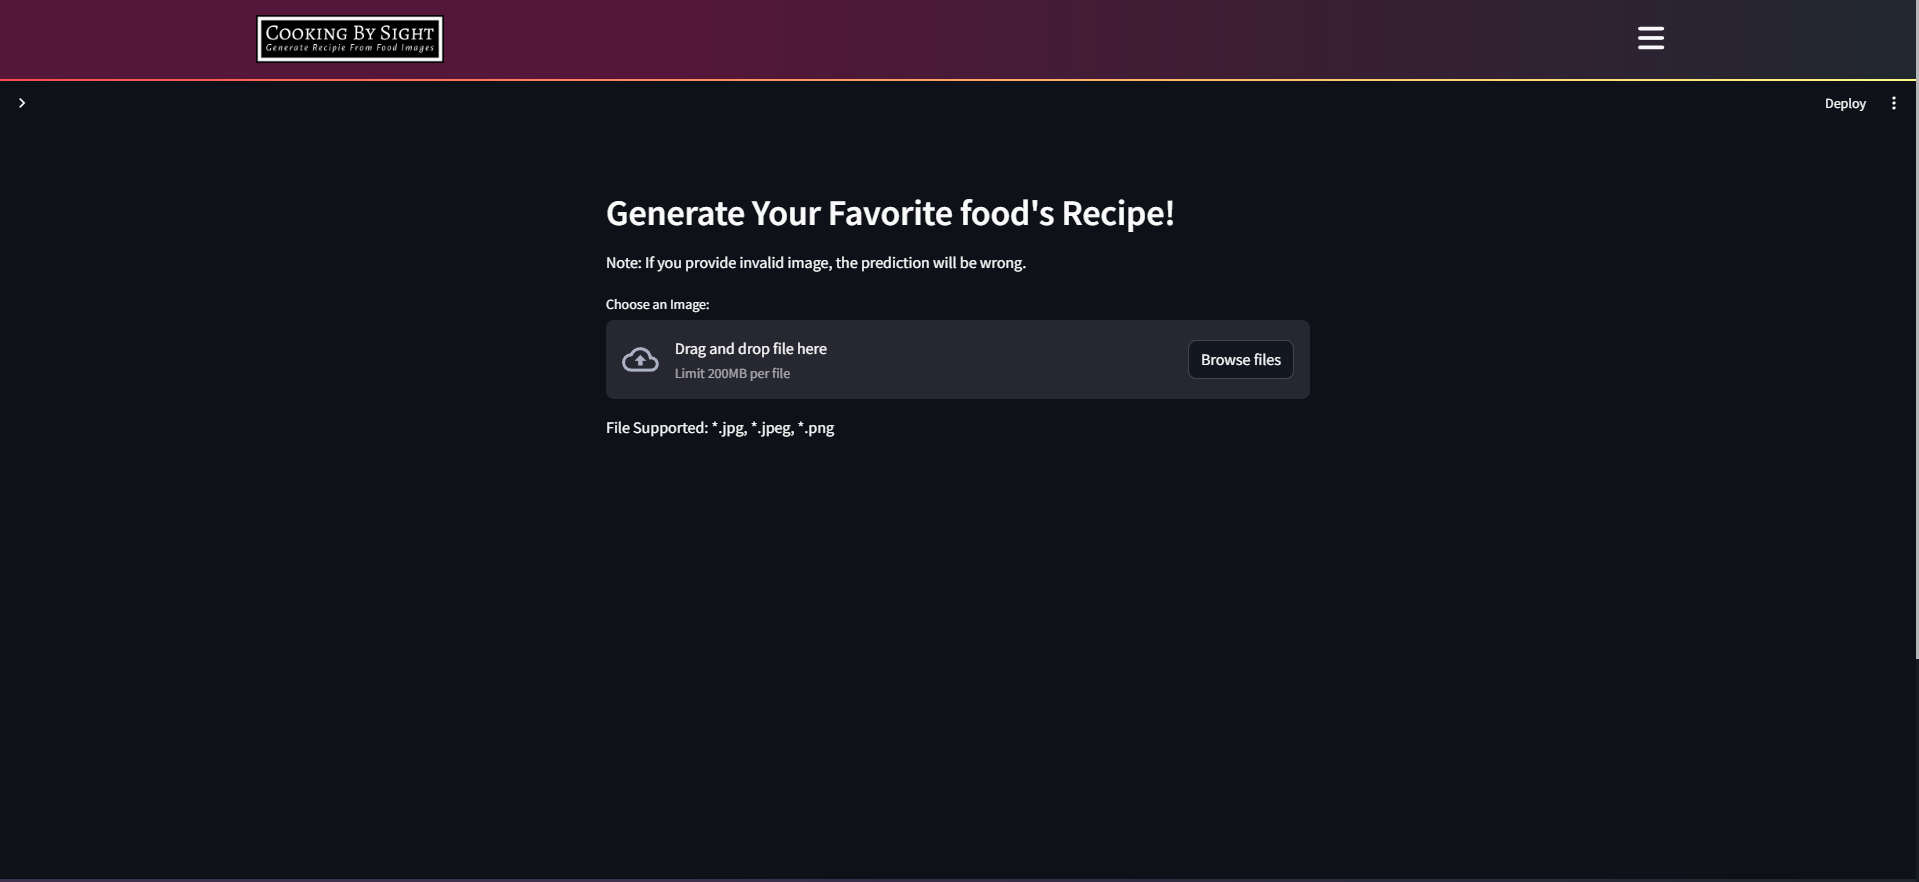 Cooking By Sight
Generate Recipie From Food Images
Deploy
Generate Your Favorite food's Recipe!
Note: If you provide invalid image, the prediction will be wrong.
Choose an Image:
Drag and drop file here
Limit 200MB per file
Browse files
File Supported: *.jpg, *.jpeg, *.png